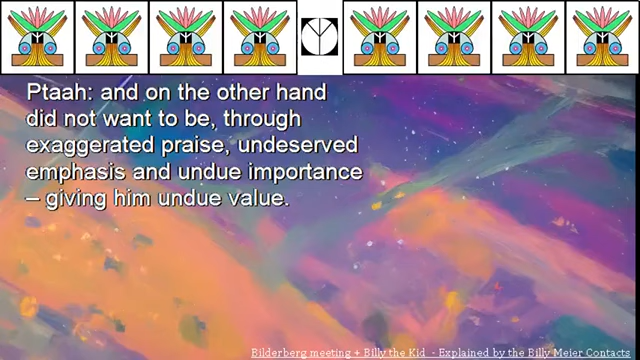 Ptaah: and on the other hand
did not want to be, through
exaggerated praise, undeserved
emphasis and undue importance
– giving him undue value.
Bilderberg meeting + Billy the Kid - Explained by the Billy Meier Contacts